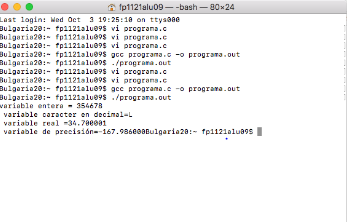 fp1121alu09 — -bash — 80×24
Last login: Wed Oct  3 19:25:10 on ttys000
Bulgaria20:~ fp1121alu09$ vi programa.c
Bulgaria20:~ fp1121alu09$ vi programa.c
Bulgaria20:~ fp1121alu09$ vi programa.c
Bulgaria20:~ fp1121alu09$ gcc programa.c -o programa.out
Bulgaria20:~ fp1121alu09$ ./programa.out
Bulgaria20:~ fp1121alu09$ vi programa.c
Bulgaria20:~ fp1121alu09$ vi programa.c
Bulgaria20:~ fp1121alu09$ gcc programa.c -o programa.out
Bulgaria20:~ fp1121alu09$ ./programa.out
variable entera = 354678
variable caracter en decimal=L
variable real =34.700001
variable de precisión=-167.986000Bulgaria20:~ fp1121alu09$